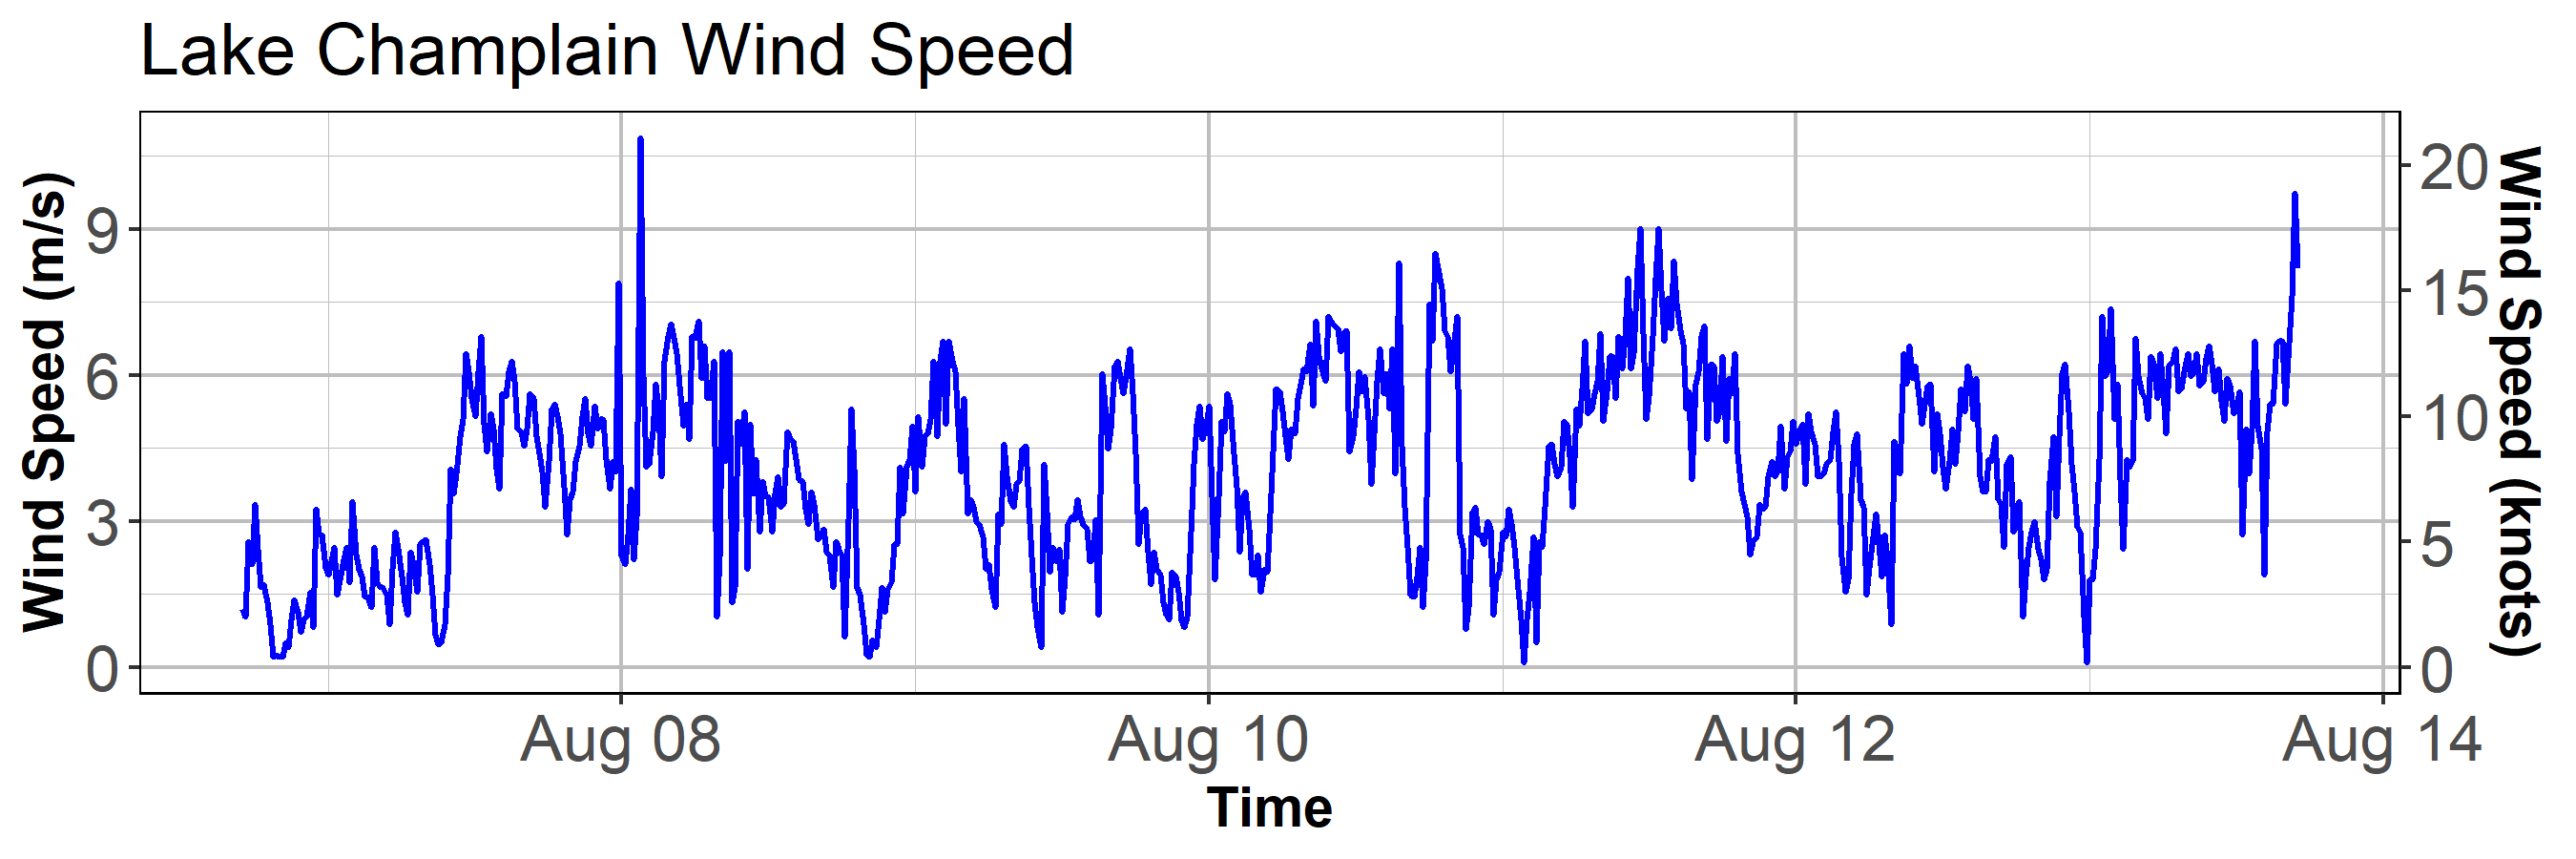 Lake Champlain Wind Speed
Wind Speed (m/s)
9
6
3
0
20
15
10
5
0
Wind Speed (knots)
Aug 08 Aug 10 Aug 12 Aug 14
Time